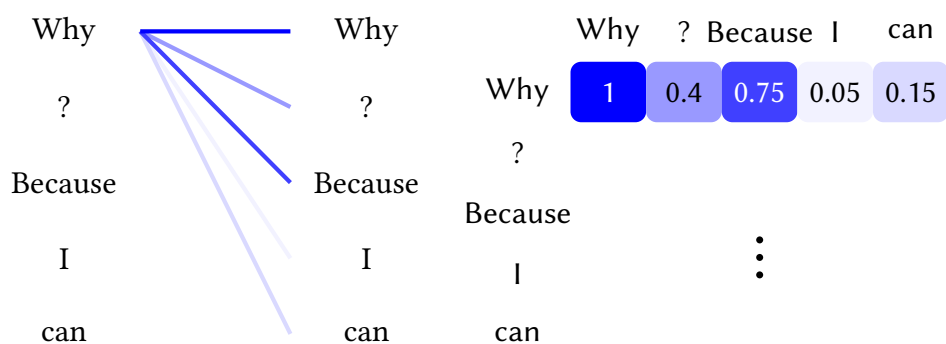 Why Why
? ?
Because Because
I I
can can
Why ? Because I can
Why 1 0.4 0.75 0.05 0.15
?
Because
I
can